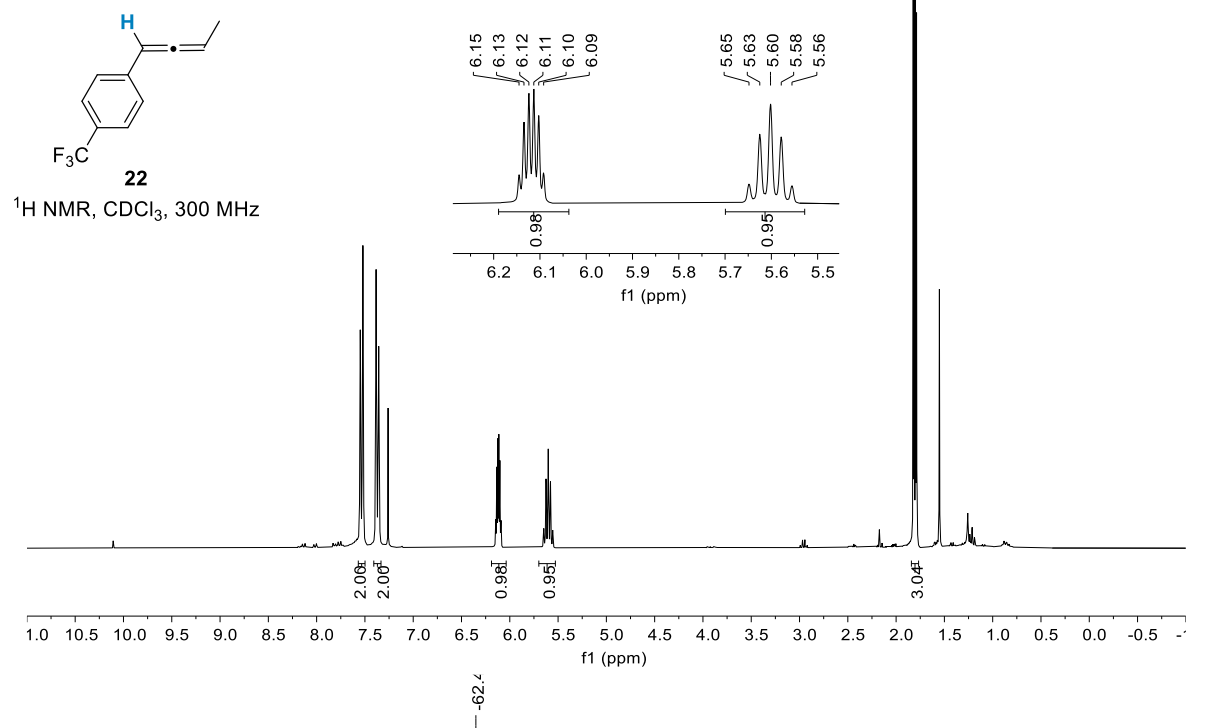 H
F₃C
22
¹H NMR, CDCl₃, 300 MHz
6.15 6.13 6.12 6.11 6.10 6.09 5.65 5.63 5.60 5.58 5.56
0.98 0.95
6.2 6.1 6.0 5.9 5.8 5.7 5.6 5.5
f1 (ppm)
2.00 2.00 0.98 0.95 3.04
1.0 10.5 10.0 9.5 9.0 8.5 8.0 7.5 7.0 6.5 6.0 5.5 5.0 4.5 4.0 3.5 3.0 2.5 2.0 1.5 1.0 0.5 0.0 -0.5
f1 (ppm)